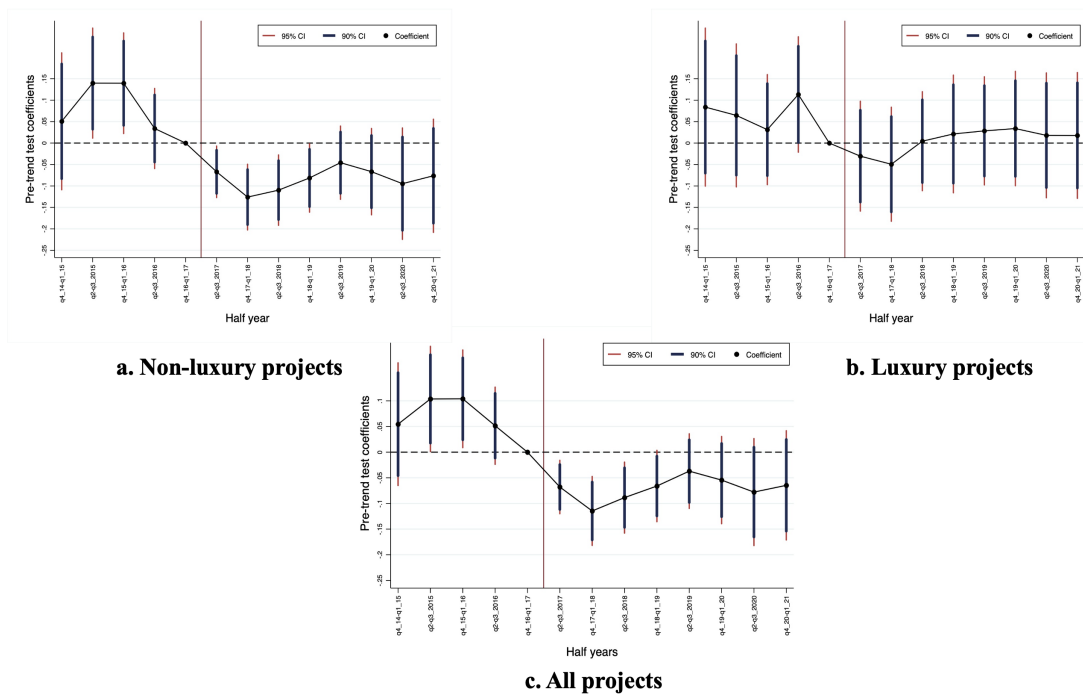 95% CI 90% CI Coefficient
Pre-trend test coefficients
.15
.1
.05
0
-.05
-.1
-.15
-.2
-.25
q4_14-q1_15
q2-q3_2015
q4_15-q1_16
q2-q3_2016
q4_16-q1_17
q2-q3_2017
q4_17-q1_18
q2-q3_2018
q4_18-q1_19
q2-q3_2019
q4_19-q1_20
q2-q3_2020
q4_20-q1_21
Half year
a. Non-luxury projects
95% CI 90% CI Coefficient
Pre-trend test coefficients
.15
.1
.05
0
-.05
-.1
-.15
-.2
-.25
q4_14-q1_15
q2-q3_2015
q4_15-q1_16
q2-q3_2016
q4_16-q1_17
q2-q3_2017
q4_17-q1_18
q2-q3_2018
q4_18-q1_19
q2-q3_2019
q4_19-q1_20
q2-q3_2020
q4_20-q1_21
Half year
b. Luxury projects
95% CI 90% CI Coefficient
Pre-trend test coefficients
.1
.05
0
-.05
-.1
-.15
-.2
-.25
q4_14-q1_15
q2-q3_2015
q4_15-q1_16
q2-q3_2016
q4_16-q1_17
q2-q3_2017
q4_17-q1_18
q2-q3_2018
q4_18-q1_19
q2-q3_2019
q4_19-q1_20
q2-q3_2020
q4_20-q1_21
Half years
c. All projects